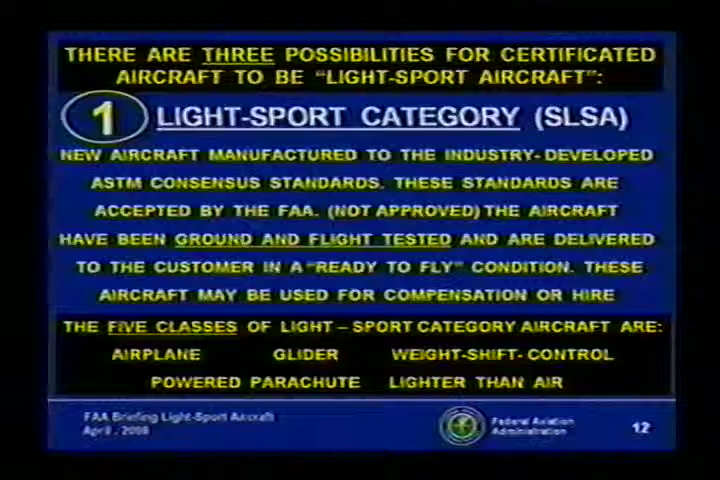 THERE ARE THREE POSSIBILITIES FOR CERTIFICATED
AIRCRAFT TO BE "LIGHT-SPORT AIRCRAFT":
1 LIGHT-SPORT CATEGORY (SLSA)
NEW AIRCRAFT MANUFACTURED TO THE INDUSTRY-DEVELOPED
ASTM CONSENSUS STANDARDS. THESE STANDARDS ARE
ACCEPTED BY THE FAA. (NOT APPROVED) THE AIRCRAFT
HAVE BEEN GROUND AND FLIGHT TESTED AND ARE DELIVERED
TO THE CUSTOMER IN A "READY TO FLY" CONDITION. THESE
AIRCRAFT MAY BE USED FOR COMPENSATION OR HIRE
THE FIVE CLASSES OF LIGHT – SPORT CATEGORY AIRCRAFT ARE:
AIRPLANE GLIDER WEIGHT-SHIFT- CONTROL
POWERED PARACHUTE LIGHTER THAN AIR
FAA Briefing Light-Sport Aircraft
April , 2008
Federal Aviation
Administration
12